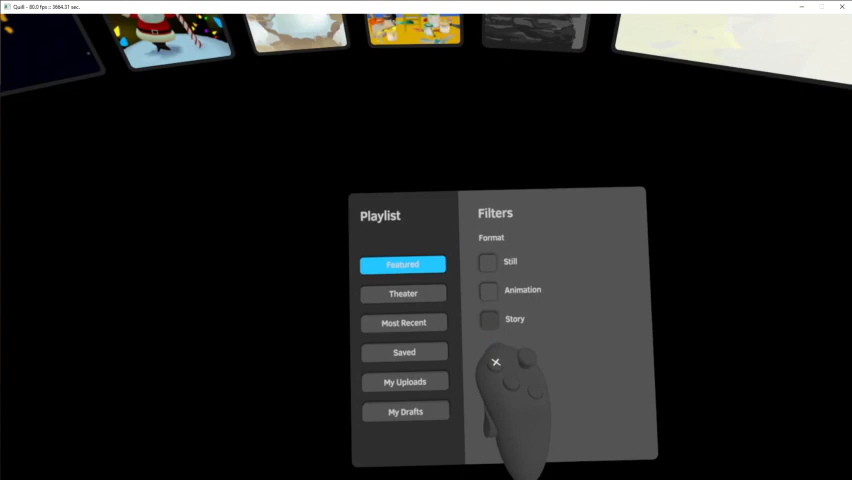 Quill - 80.0 fps :: 3664.31 sec.
Playlist
Featured
Theater
Most Recent
Saved
My Uploads
My Drafts
Filters
Format
Still
Animation
Story